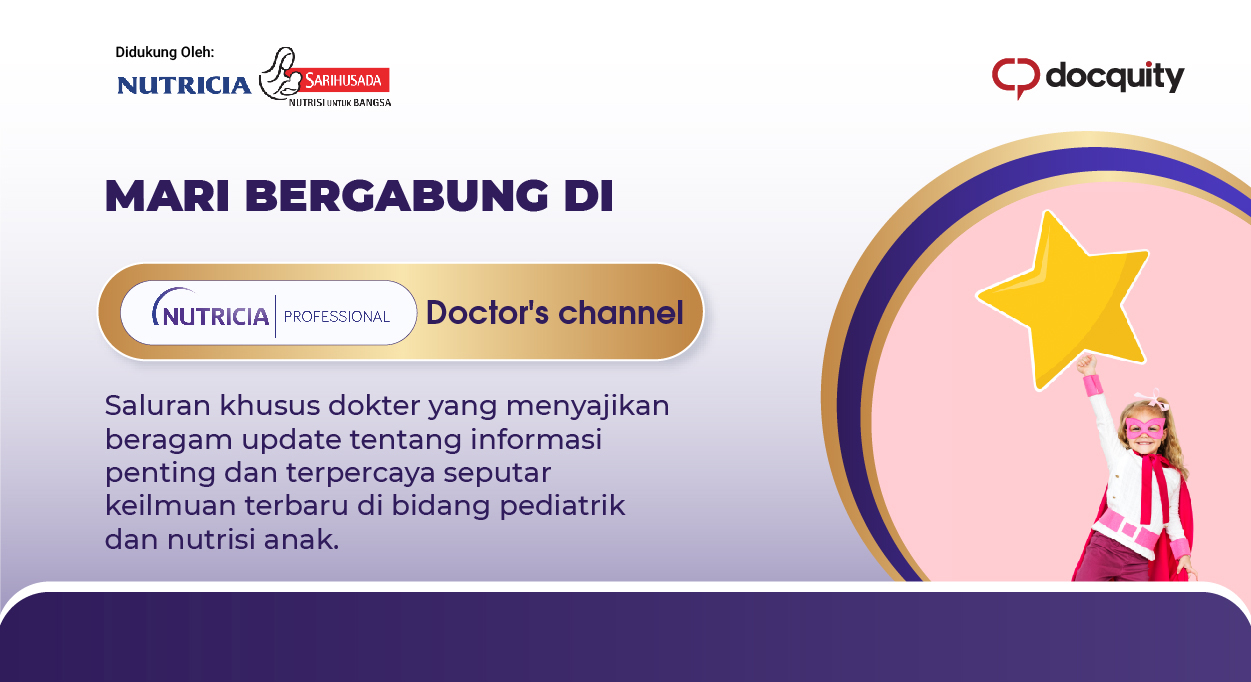 Didukung Oleh:
NUTRICIA
SARIHUSADA
NUTRISI UNTUK BANGSA
docquity
MARI BERGABUNG DI
NUTRICIA PROFESSIONAL Doctor's channel
Saluran khusus dokter yang menyajikan
beragam update tentang informasi
penting dan terpercaya seputar
keilmuan terbaru di bidang pediatrik
dan nutrisi anak.